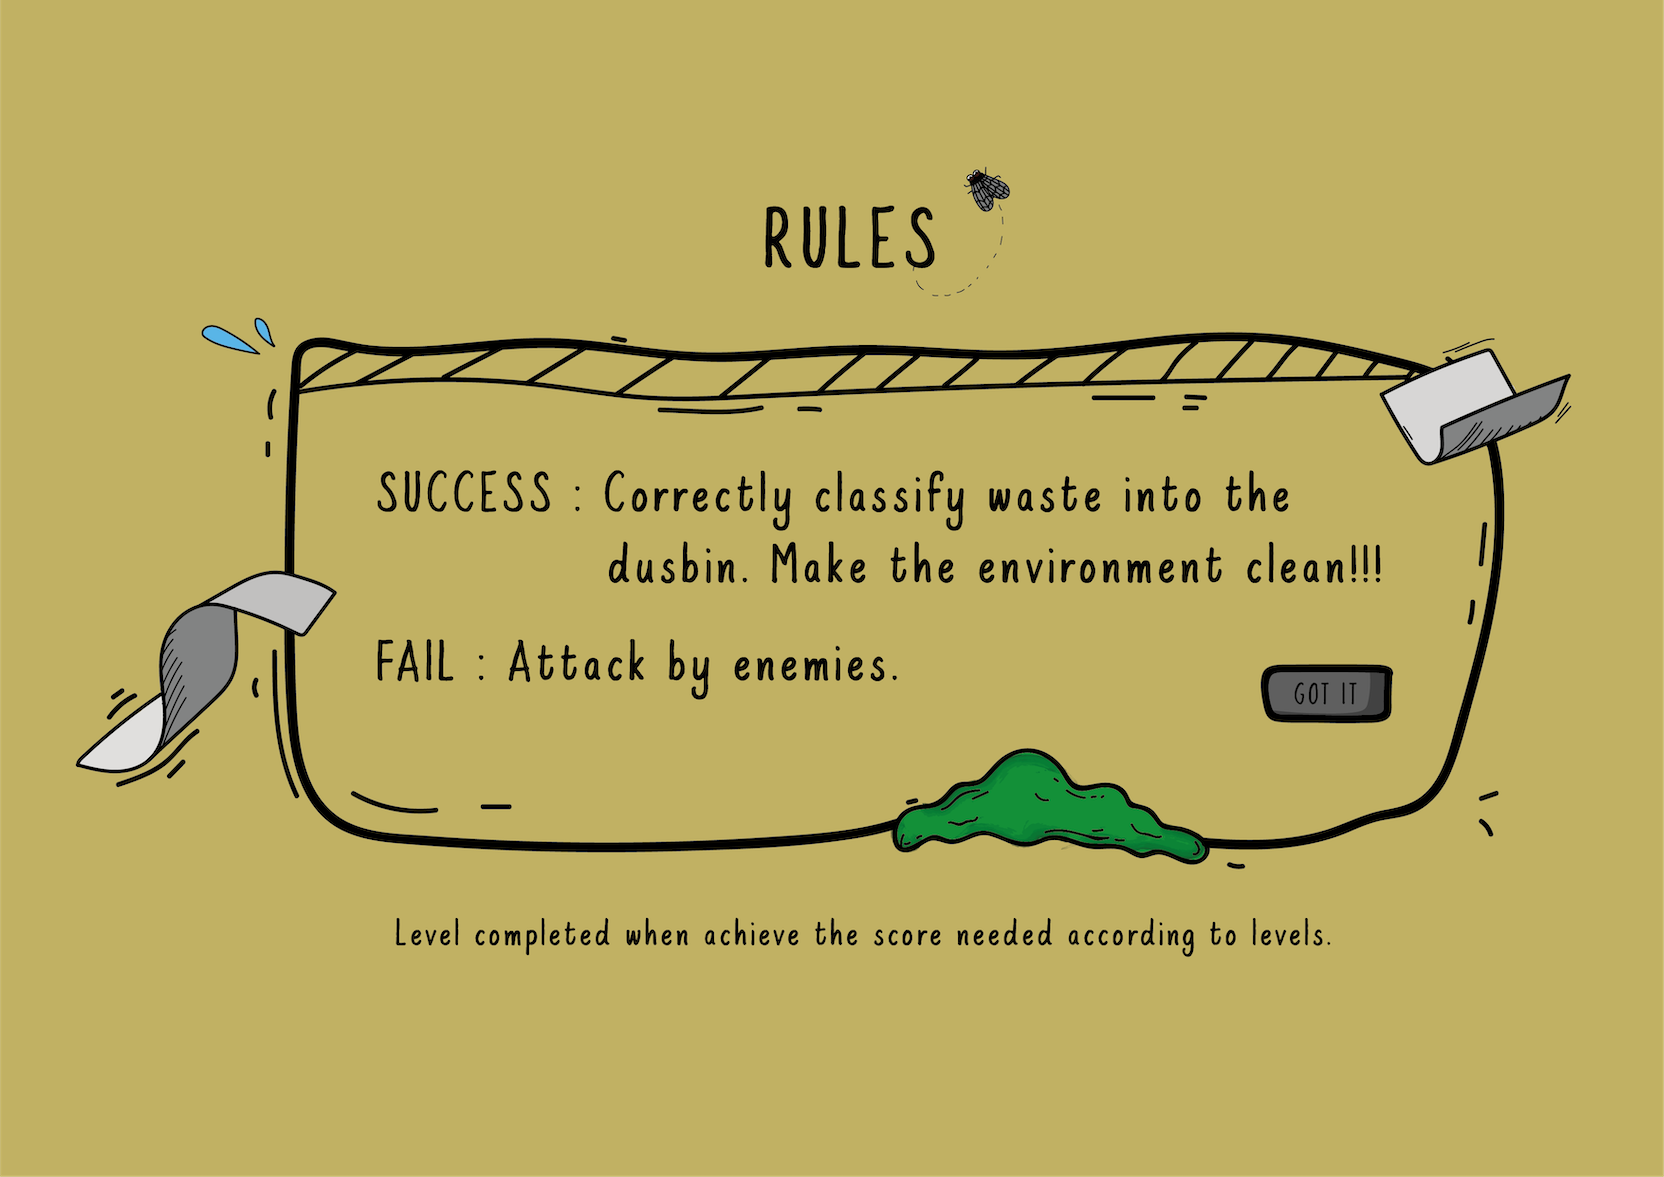 RULES
SUCCESS : Correctly classify waste into the
dusbin. Make the environment clean!!!
FAIL : Attack by enemies.
GOT IT
Level completed when achieve the score needed according to levels.